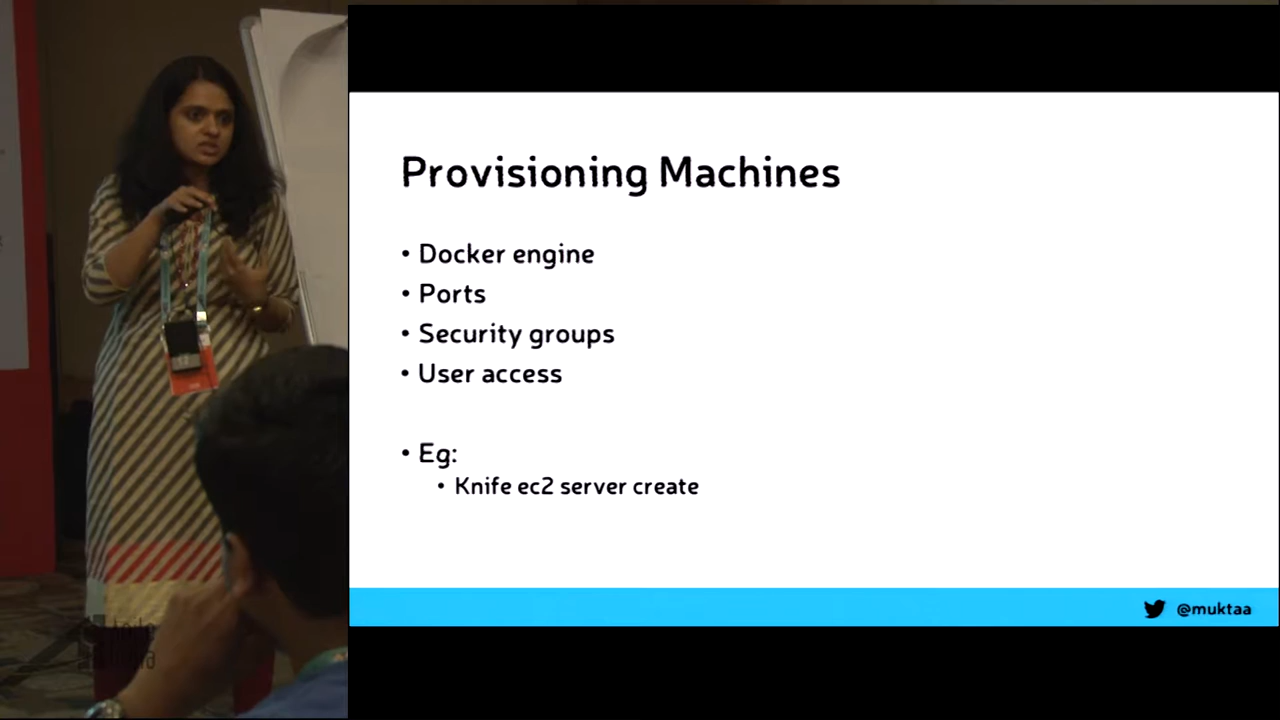 Provisioning Machines
• Docker engine
• Ports
• Security groups
• User access
• Eg:
• Knife ec2 server create
@muktaa